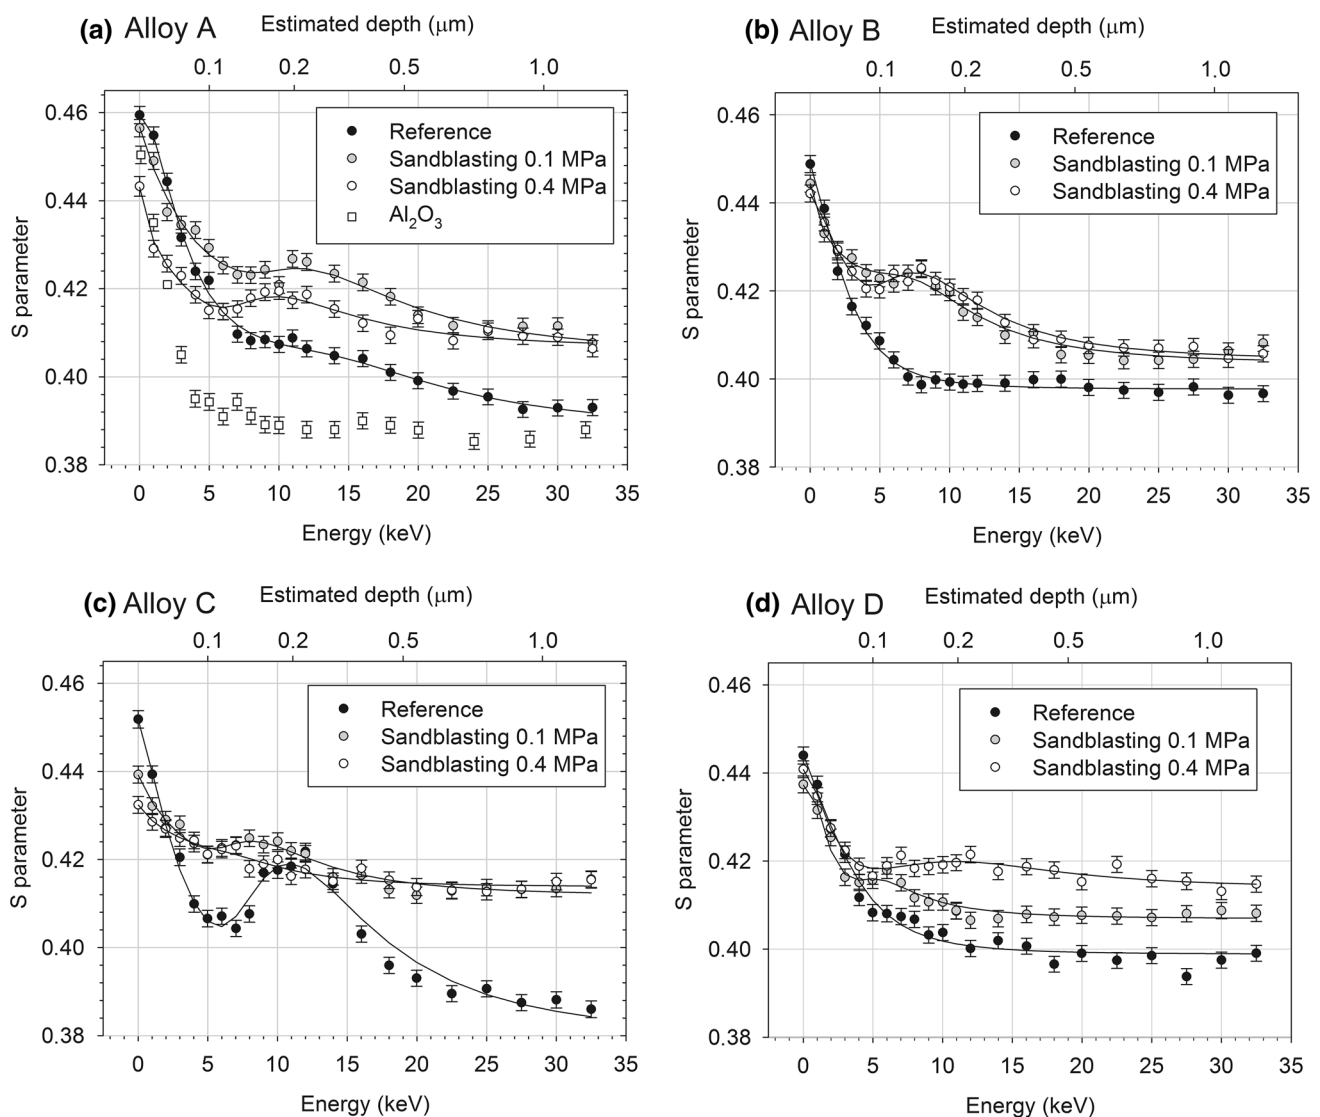 (a) Alloy A
Estimated depth (μm)
0.1 0.2 0.5 1.0
S parameter
0.46
0.44
0.42
0.40
0.38
Reference
Sandblasting 0.1 MPa
Sandblasting 0.4 MPa
Al₂O₃
0 5 10 15 20 25 30 35
Energy (keV)
(b) Alloy B
Estimated depth (μm)
0.1 0.2 0.5 1.0
S parameter
0.46
0.44
0.42
0.40
0.38
Reference
Sandblasting 0.1 MPa
Sandblasting 0.4 MPa
0 5 10 15 20 25 30 35
Energy (keV)
(c) Alloy C
Estimated depth (μm)
0.1 0.2 0.5 1.0
S parameter
0.46
0.44
0.42
0.40
0.38
Reference
Sandblasting 0.1 MPa
Sandblasting 0.4 MPa
0 5 10 15 20 25 30 35
Energy (keV)
(d) Alloy D
Estimated depth (μm)
0.1 0.2 0.5 1.0
S parameter
0.46
0.44
0.42
0.40
0.38
Reference
Sandblasting 0.1 MPa
Sandblasting 0.4 MPa
0 5 10 15 20 25 30 35
Energy (keV)